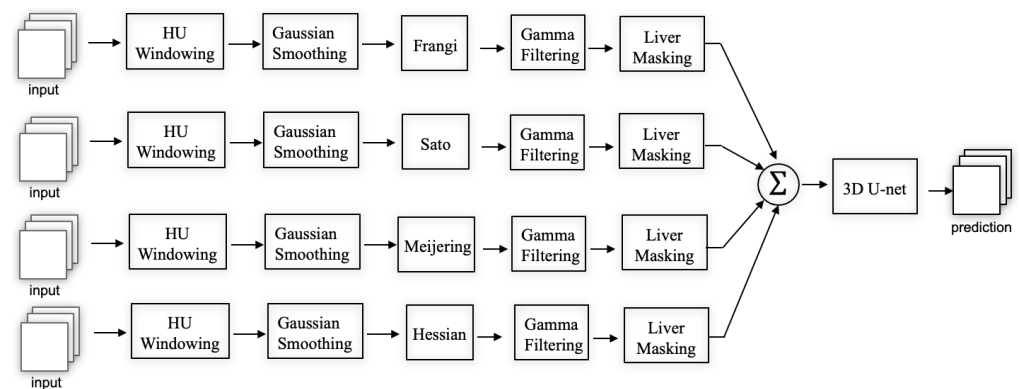 HU
Windowing
Gaussian
Smoothing
Frangi
Gamma
Filtering
Liver
Masking
input
HU
Windowing
Gaussian
Smoothing
Sato
Gamma
Filtering
Liver
Masking
input
Σ
3D U-net
prediction
HU
Windowing
Gaussian
Smoothing
Meijering
Gamma
Filtering
Liver
Masking
input
HU
Windowing
Gaussian
Smoothing
Hessian
Gamma
Filtering
Liver
Masking
input